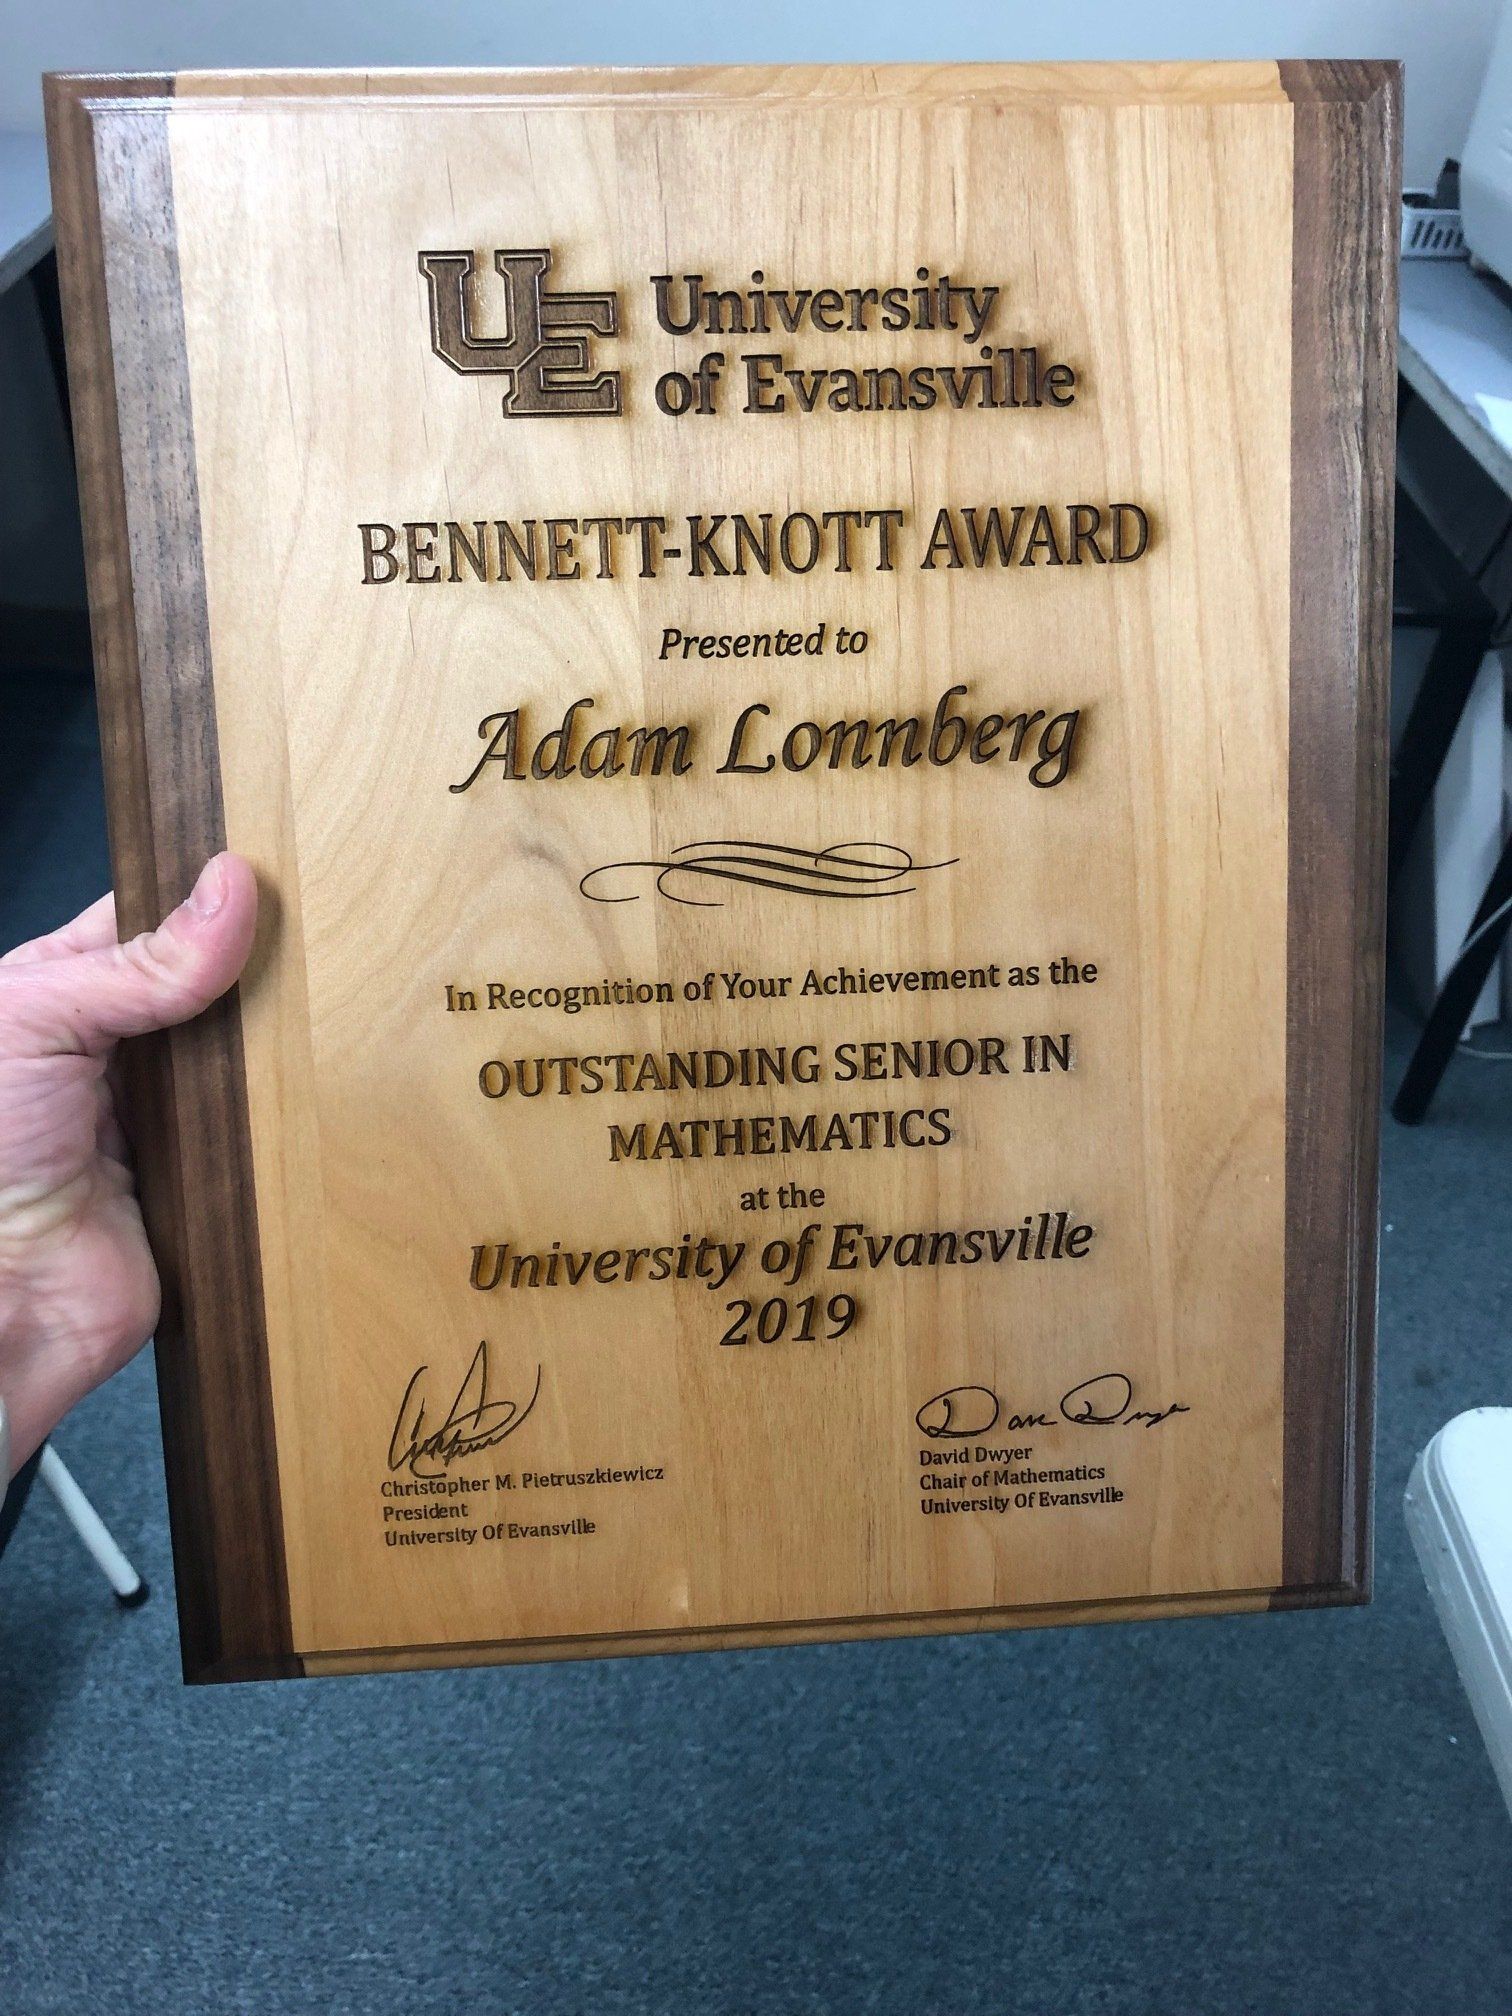 UE
University
of Evansville
BENNETT-KNOTT AWARD
Presented to
Adam Lonnberg
In Recognition of Your Achievement as the
OUTSTANDING SENIOR IN
MATHEMATICS
at the
University of Evansville
2019
Dave Dwyer
Christopher M. Pietruszkiewicz
President
University Of Evansville
David Dwyer
Chair of Mathematics
University Of Evansville